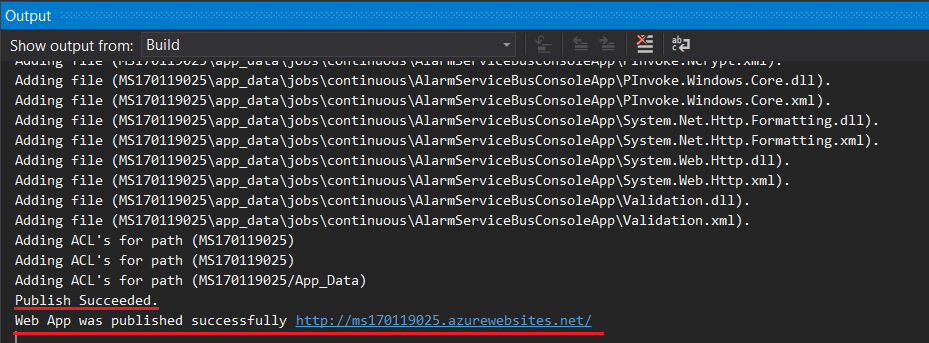 Output
Show output from: Build
Adding file (MS170119025\app_data\jobs\continuous\AlarmServiceBusConsoleApp\PInvoke.NCrypt.xml).
Adding file (MS170119025\app_data\jobs\continuous\AlarmServiceBusConsoleApp\PInvoke.Windows.Core.dll).
Adding file (MS170119025\app_data\jobs\continuous\AlarmServiceBusConsoleApp\PInvoke.Windows.Core.xml).
Adding file (MS170119025\app_data\jobs\continuous\AlarmServiceBusConsoleApp\System.Net.Http.Formatting.dll).
Adding file (MS170119025\app_data\jobs\continuous\AlarmServiceBusConsoleApp\System.Net.Http.Formatting.xml).
Adding file (MS170119025\app_data\jobs\continuous\AlarmServiceBusConsoleApp\System.Web.Http.dll).
Adding file (MS170119025\app_data\jobs\continuous\AlarmServiceBusConsoleApp\System.Web.Http.xml).
Adding file (MS170119025\app_data\jobs\continuous\AlarmServiceBusConsoleApp\Validation.dll).
Adding file (MS170119025\app_data\jobs\continuous\AlarmServiceBusConsoleApp\Validation.xml).
Adding ACL's for path (MS170119025)
Adding ACL's for path (MS170119025)
Adding ACL's for path (MS170119025/App_Data)
Publish Succeeded.
Web App was published successfully http://ms170119025.azurewebsites.net/